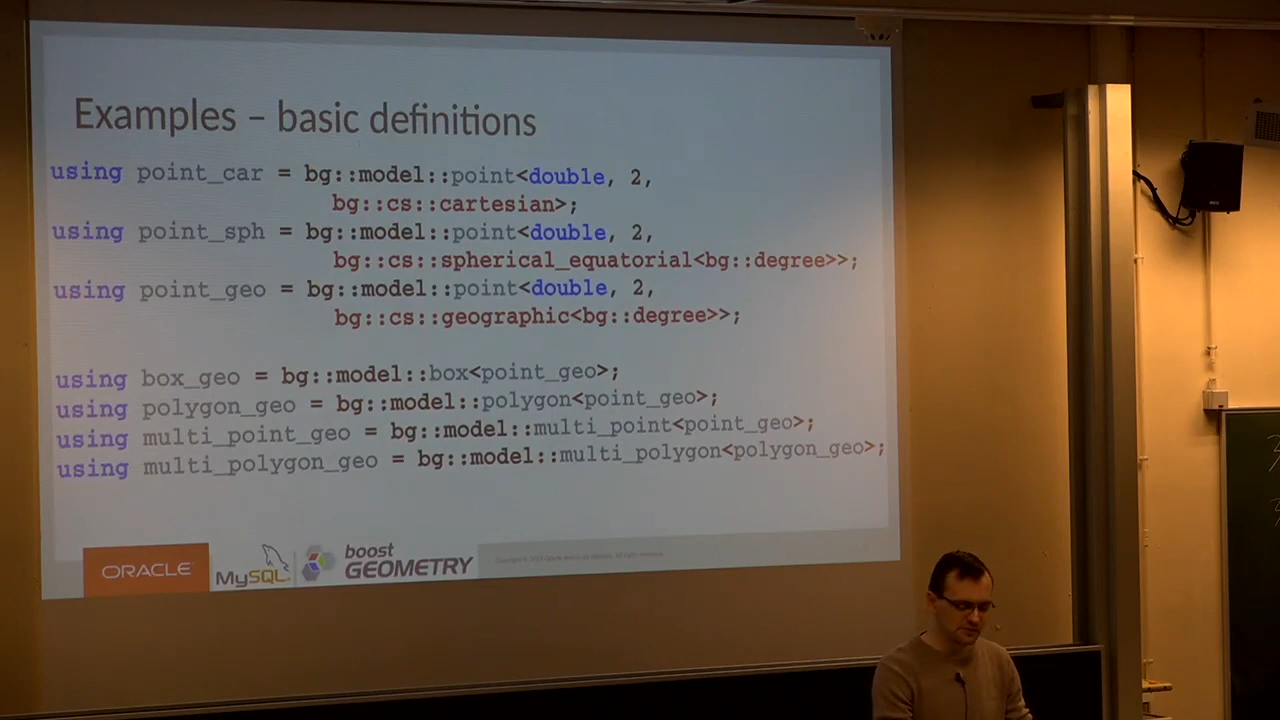 Examples – basic definitions
using point_car = bg::model::point<double, 2,
bg::cs::cartesian>;
using point_sph = bg::model::point<double, 2,
bg::cs::spherical_equatorial<bg::degree>>;
using point_geo = bg::model::point<double, 2,
bg::cs::geographic<bg::degree>>;
using box_geo = bg::model::box<point_geo>;
using polygon_geo = bg::model::polygon<point_geo>;
using multi_point_geo = bg::model::multi_point<point_geo>;
using multi_polygon_geo = bg::model::multi_polygon<polygon_geo>;
ORACLE
MySQL
boost
GEOMETRY